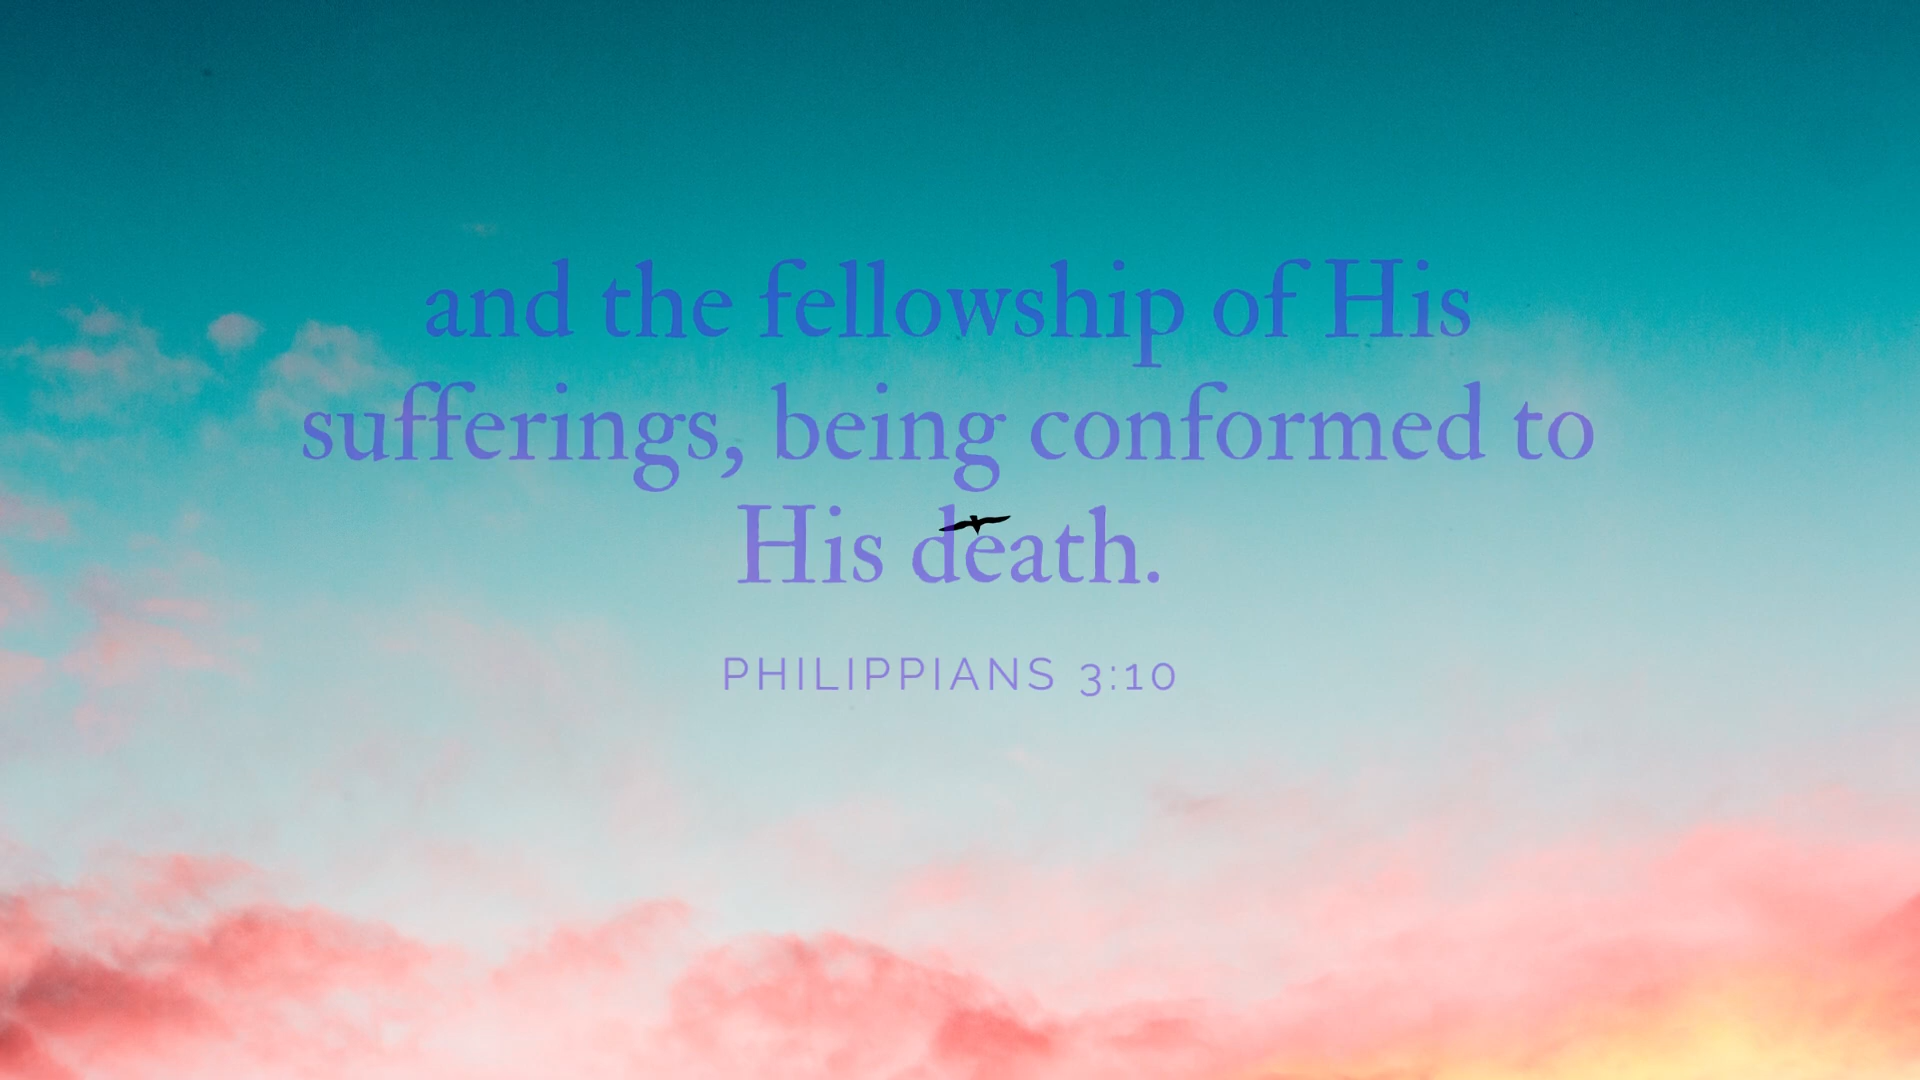 and the fellowship of His
sufferings, being conformed to
His death.
PHILIPPIANS 3:10